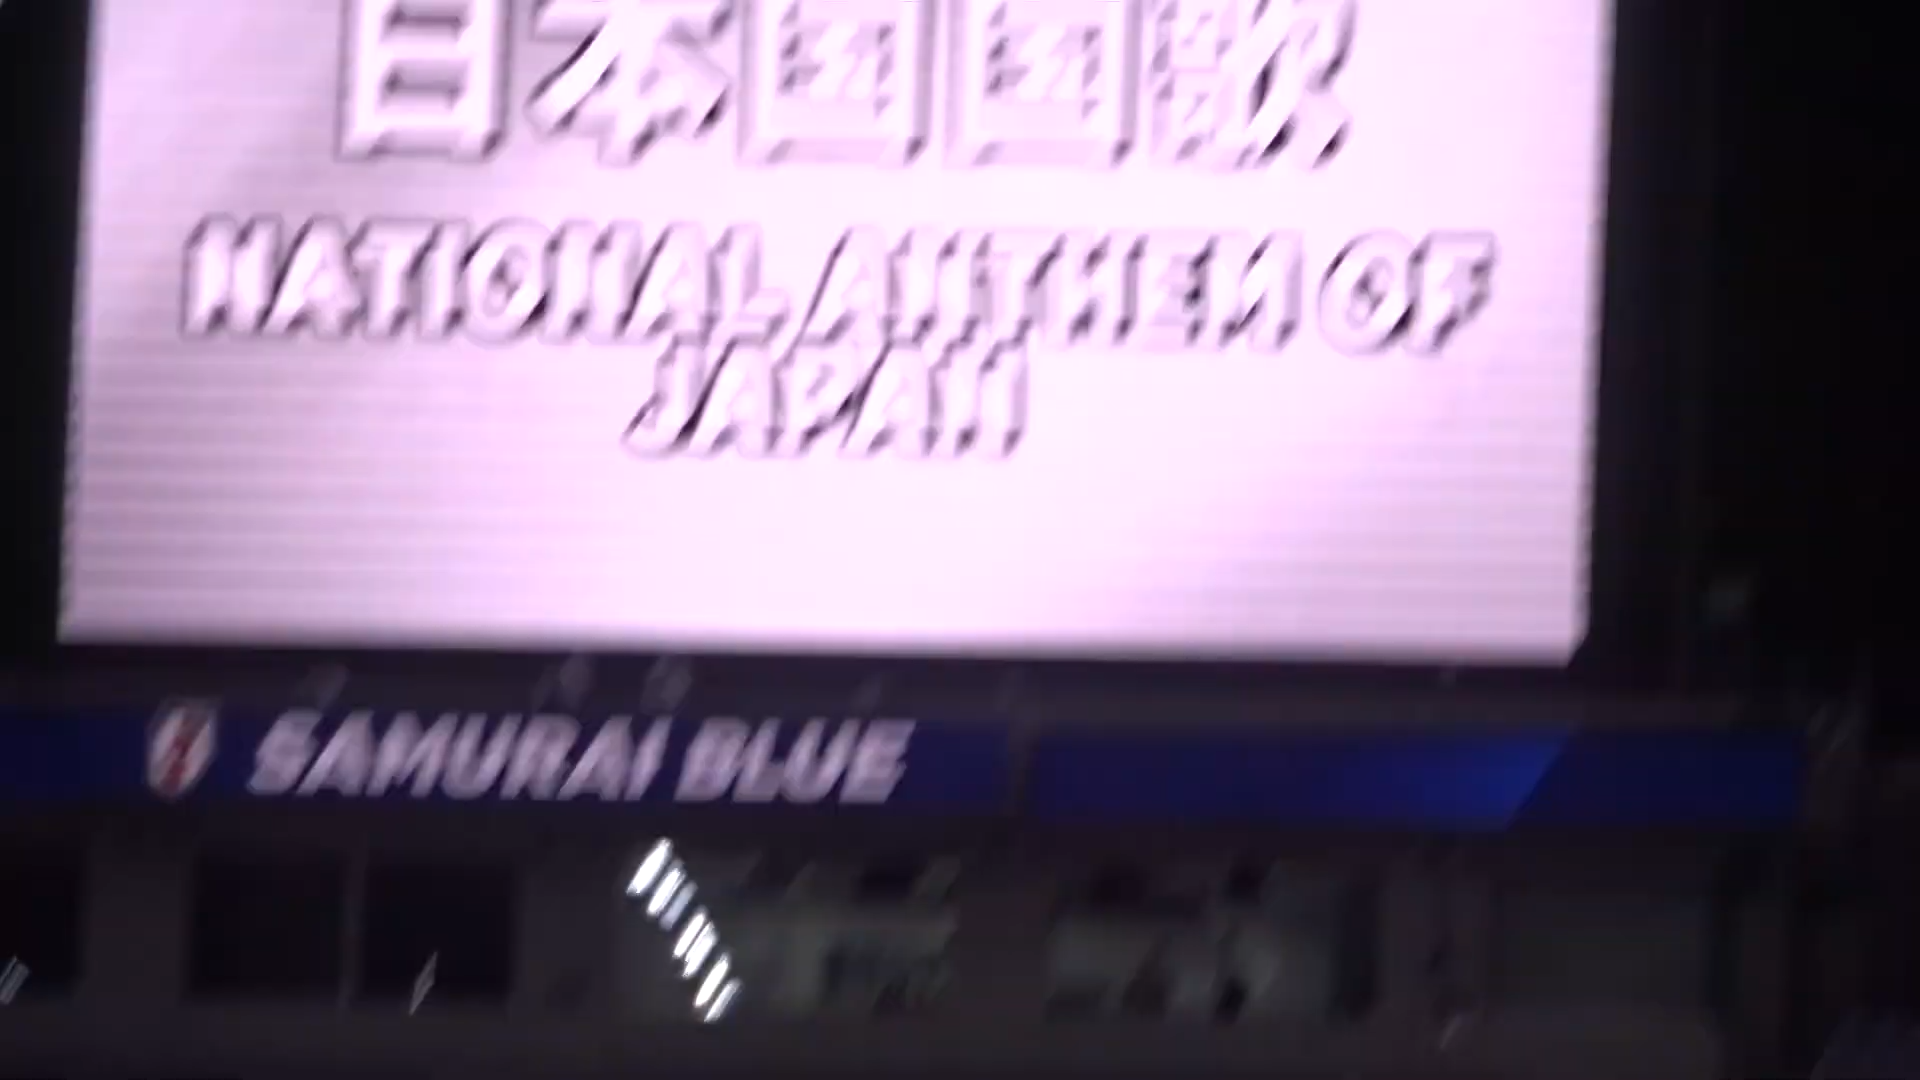 日本国国歌
NATIONAL ANTHEM OF
JAPAN
SAMURAI BLUE